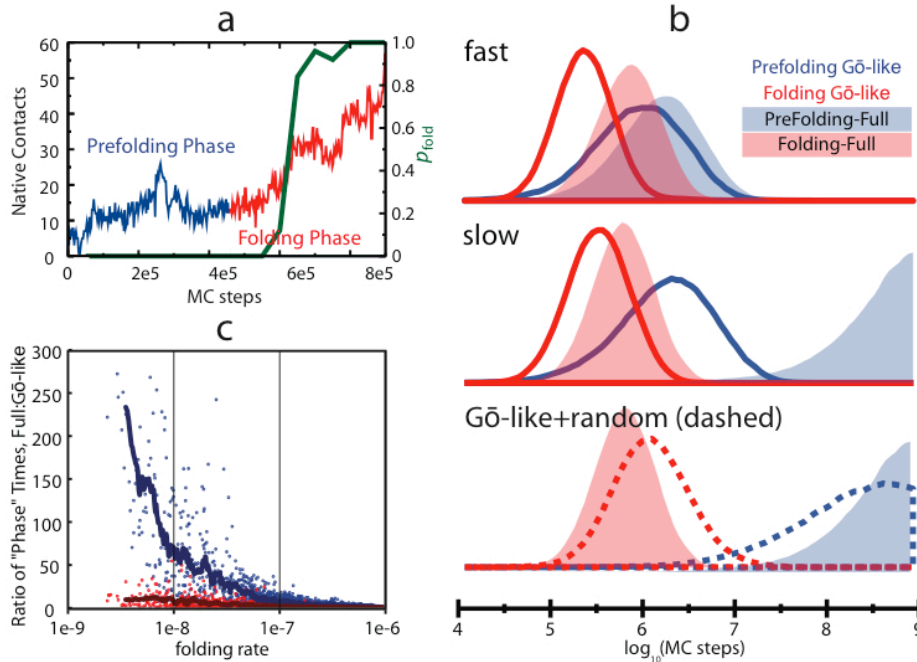 a
60
50
40
30
20
10
0
Native Contacts
Prefolding Phase
Folding Phase
1.0
0.8
0.6
0.4
0.2
0
pfold
0
2e5
4e5
6e5
8e5
MC steps
b
fast
Prefolding Gō-like
Folding Gō-like
PreFolding-Full
Folding-Full
slow
Gō-like+random (dashed)
4
5
6
7
8
9
log10(MC steps)
c
300
250
200
150
100
50
0
Ratio of "Phase" Times, Full:Gō-like
1e-9
1e-8
1e-7
1e-6
folding rate